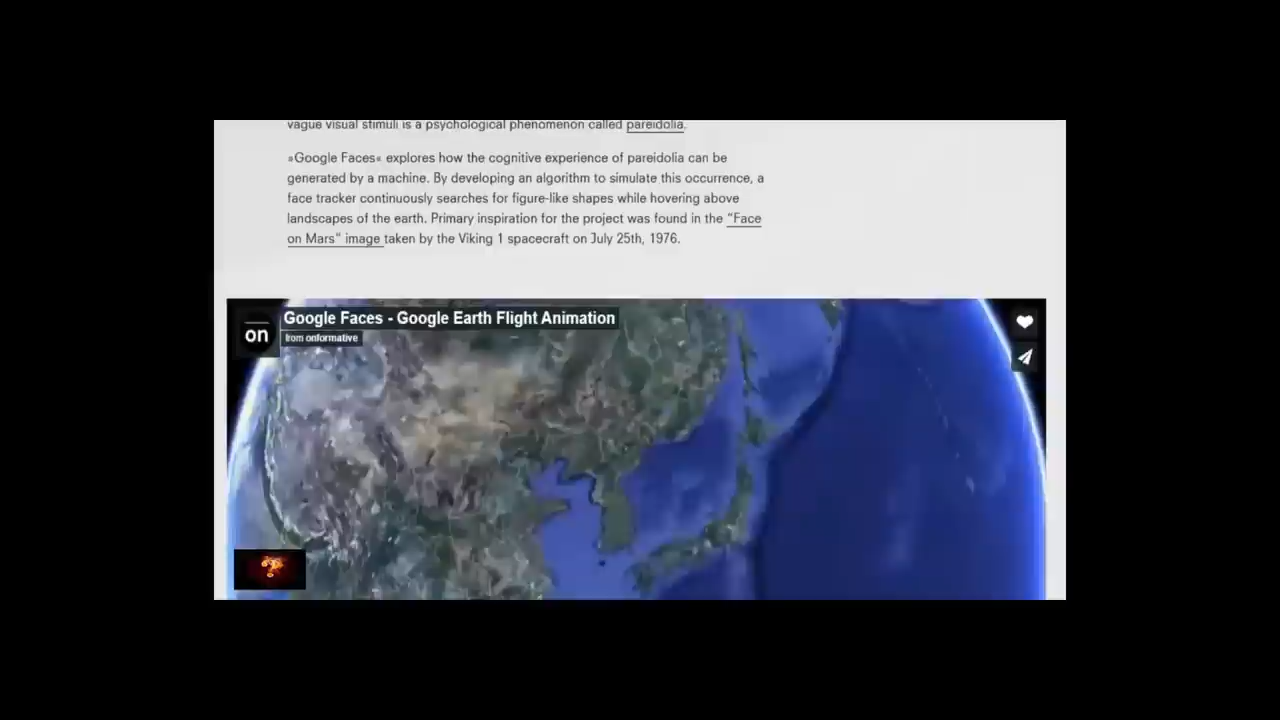 vague visual stimuli is a psychological phenomenon called pareidolia.
»Google Faces« explores how the cognitive experience of pareidolia can be
generated by a machine. By developing an algorithm to simulate this occurrence, a
face tracker continuously searches for figure-like shapes while hovering above
landscapes of the earth. Primary inspiration for the project was found in the “Face
on Mars” image taken by the Viking 1 spacecraft on July 25th, 1976.
on
Google Faces - Google Earth Flight Animation
from onformative
?